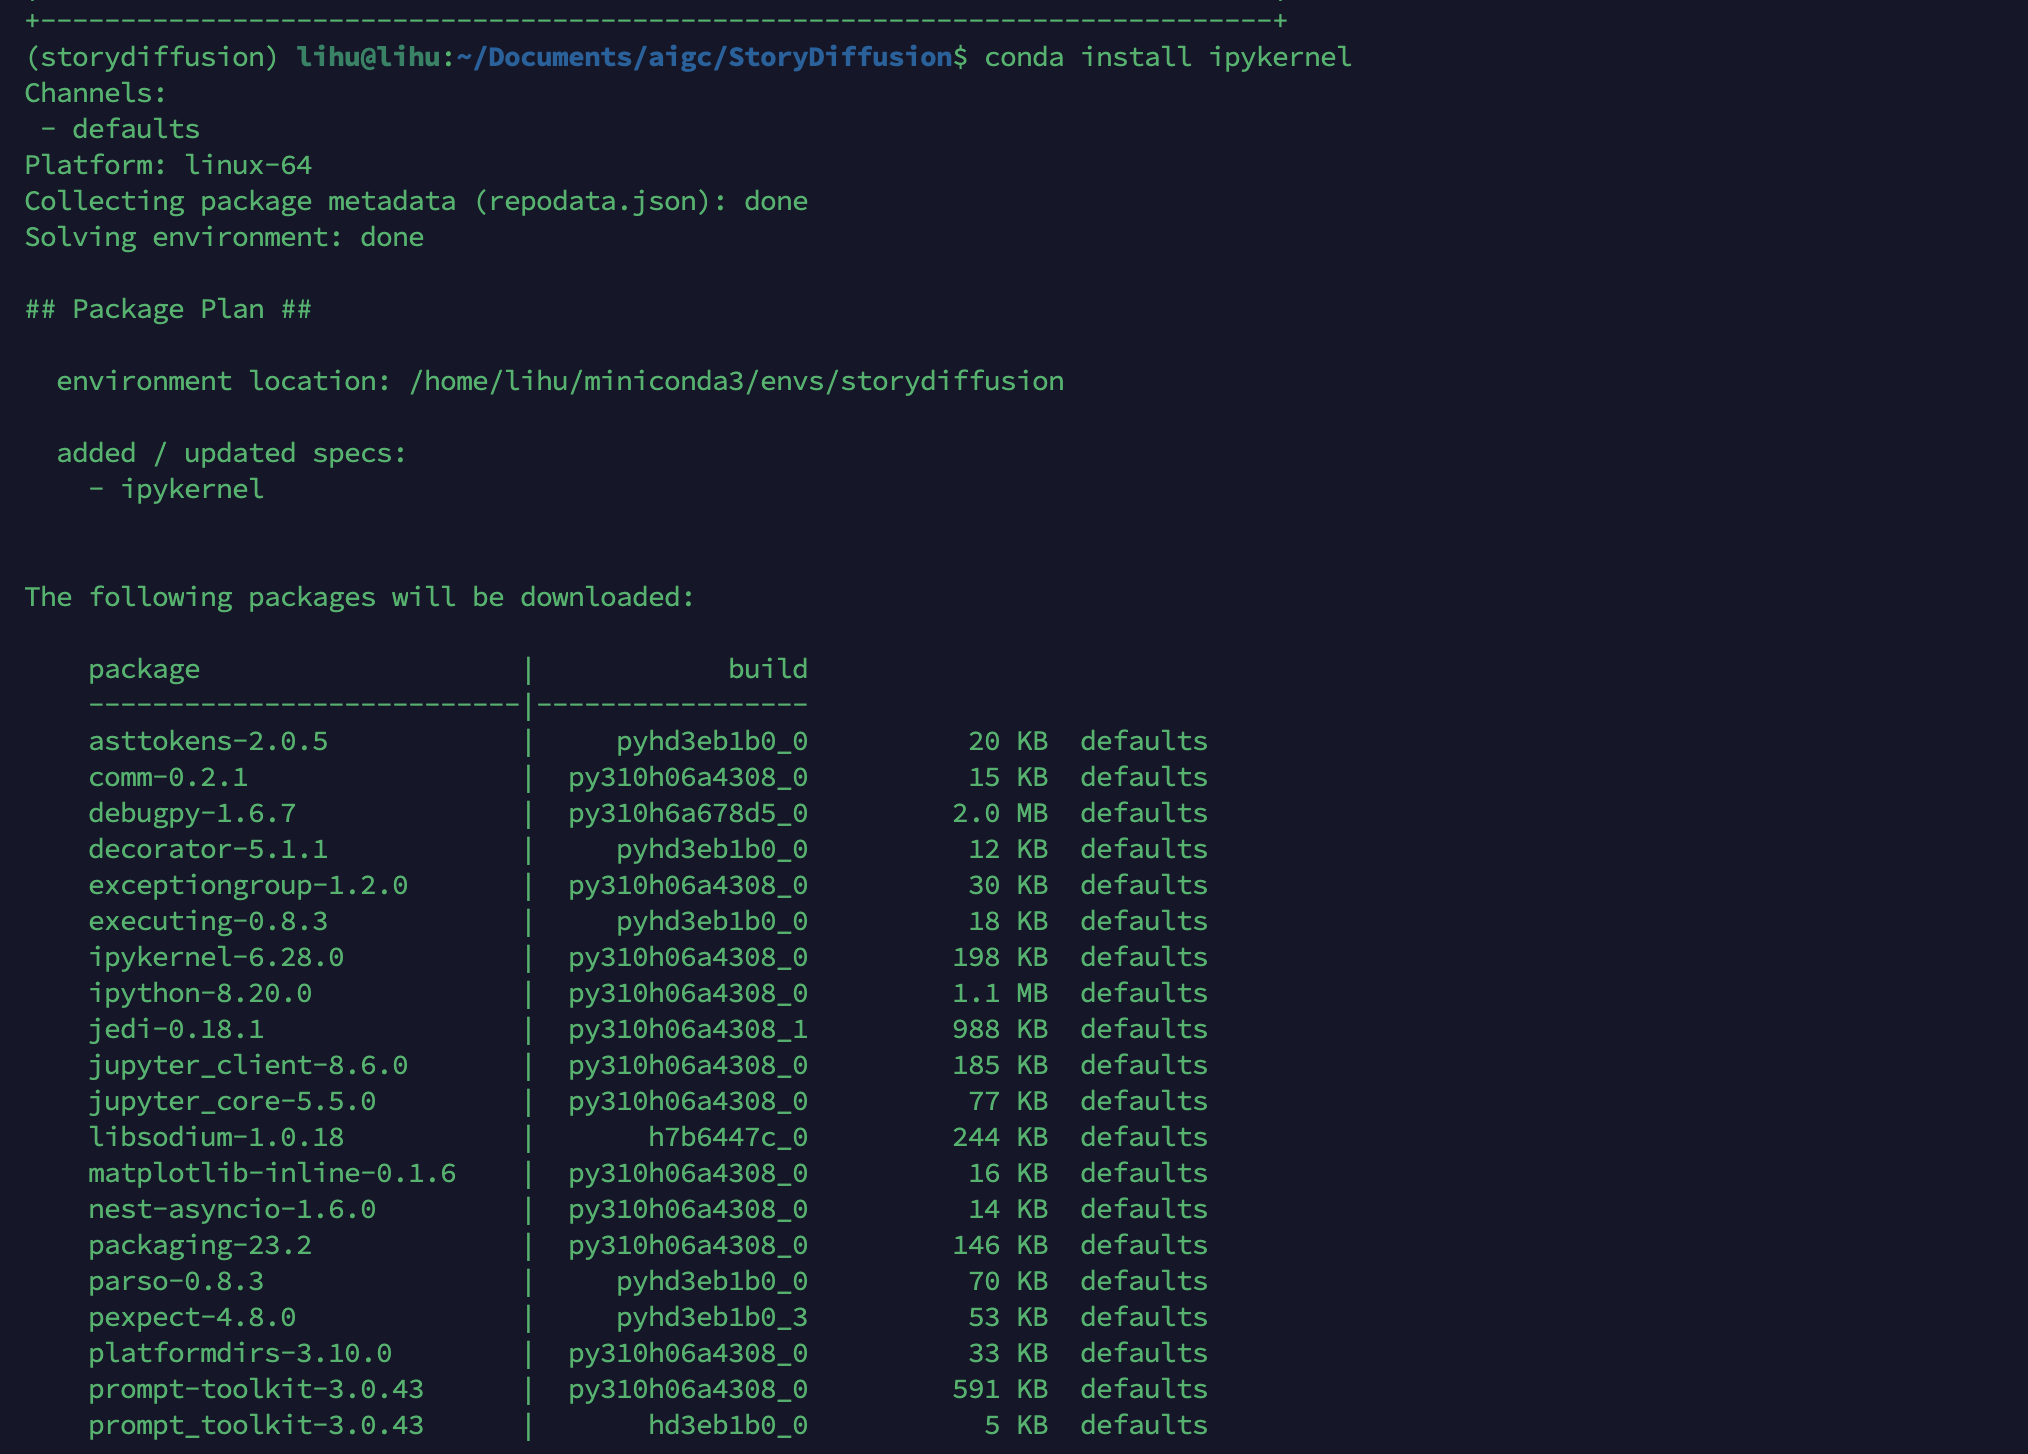 +-----------------------------------------------------------------------------+
(storydiffusion) lihu@lihu:~/Documents/aigc/StoryDiffusion$ conda install ipykernel
Channels:
 - defaults
Platform: linux-64
Collecting package metadata (repodata.json): done
Solving environment: done

## Package Plan ##

  environment location: /home/lihu/miniconda3/envs/storydiffusion

  added / updated specs:
    - ipykernel


The following packages will be downloaded:

    package                    |            build
    ---------------------------|-----------------
    asttokens-2.0.5            |     pyhd3eb1b0_0          20 KB  defaults
    comm-0.2.1                 |  py310h06a4308_0          15 KB  defaults
    debugpy-1.6.7              |  py310h6a678d5_0         2.0 MB  defaults
    decorator-5.1.1            |     pyhd3eb1b0_0          12 KB  defaults
    exceptiongroup-1.2.0       |  py310h06a4308_0          30 KB  defaults
    executing-0.8.3            |     pyhd3eb1b0_0          18 KB  defaults
    ipykernel-6.28.0           |  py310h06a4308_0         198 KB  defaults
    ipython-8.20.0             |  py310h06a4308_0         1.1 MB  defaults
    jedi-0.18.1                |  py310h06a4308_1         988 KB  defaults
    jupyter_client-8.6.0       |  py310h06a4308_0         185 KB  defaults
    jupyter_core-5.5.0         |  py310h06a4308_0          77 KB  defaults
    libsodium-1.0.18           |       h7b6447c_0         244 KB  defaults
    matplotlib-inline-0.1.6    |  py310h06a4308_0          16 KB  defaults
    nest-asyncio-1.6.0         |  py310h06a4308_0          14 KB  defaults
    packaging-23.2             |  py310h06a4308_0         146 KB  defaults
    parso-0.8.3                |     pyhd3eb1b0_0          70 KB  defaults
    pexpect-4.8.0              |     pyhd3eb1b0_3          53 KB  defaults
    platformdirs-3.10.0        |  py310h06a4308_0          33 KB  defaults
    prompt-toolkit-3.0.43      |  py310h06a4308_0         591 KB  defaults
    prompt_toolkit-3.0.43      |       hd3eb1b0_0           5 KB  defaults